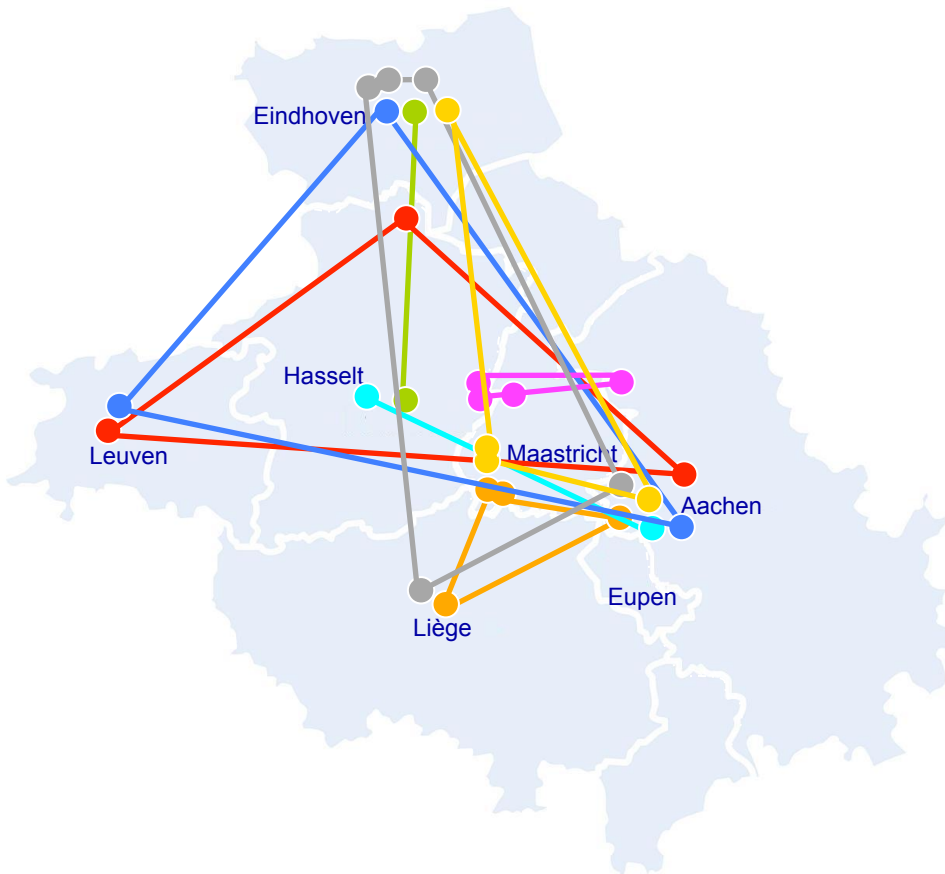 Eindhoven
Hasselt
Leuven
Maastricht
Aachen
Eupen
Liège